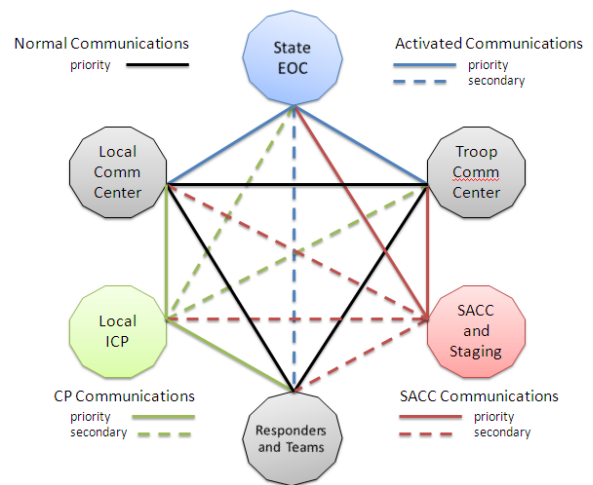 Normal Communications
priority
State
EOC
Activated Communications
priority
secondary
Local
Comm
Center
Troop
Comm
Center
Local
ICP
SACC
and
Staging
CP Communications
priority
secondary
Responders
and Teams
SACC Communications
priority
secondary